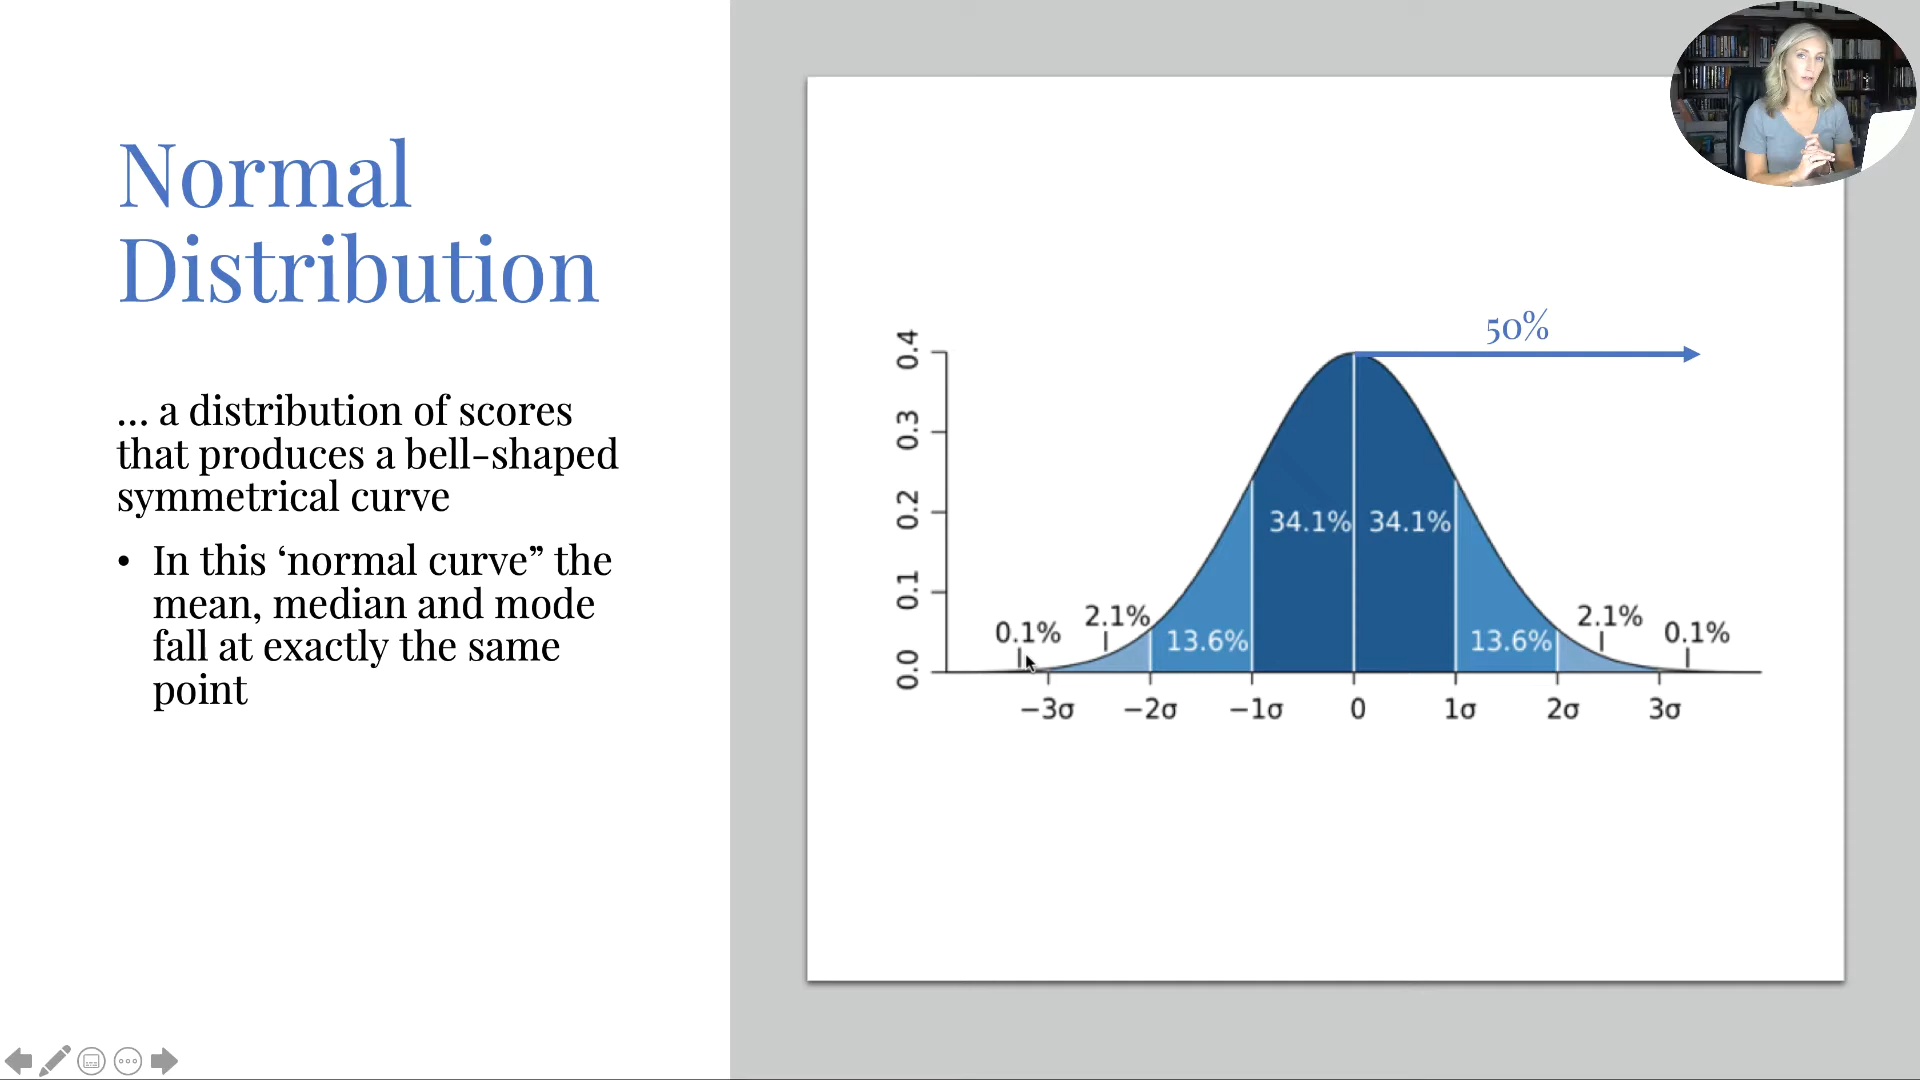 Normal
Distribution
... a distribution of scores
that produces a bell-shaped
symmetrical curve
• In this ‘normal curve” the
mean, median and mode
fall at exactly the same
point
50%
0.4
0.3
0.2
0.1
0.0
34.1% 34.1%
0.1% 2.1% 13.6% 13.6% 2.1% 0.1%
−3σ −2σ −1σ 0 1σ 2σ 3σ